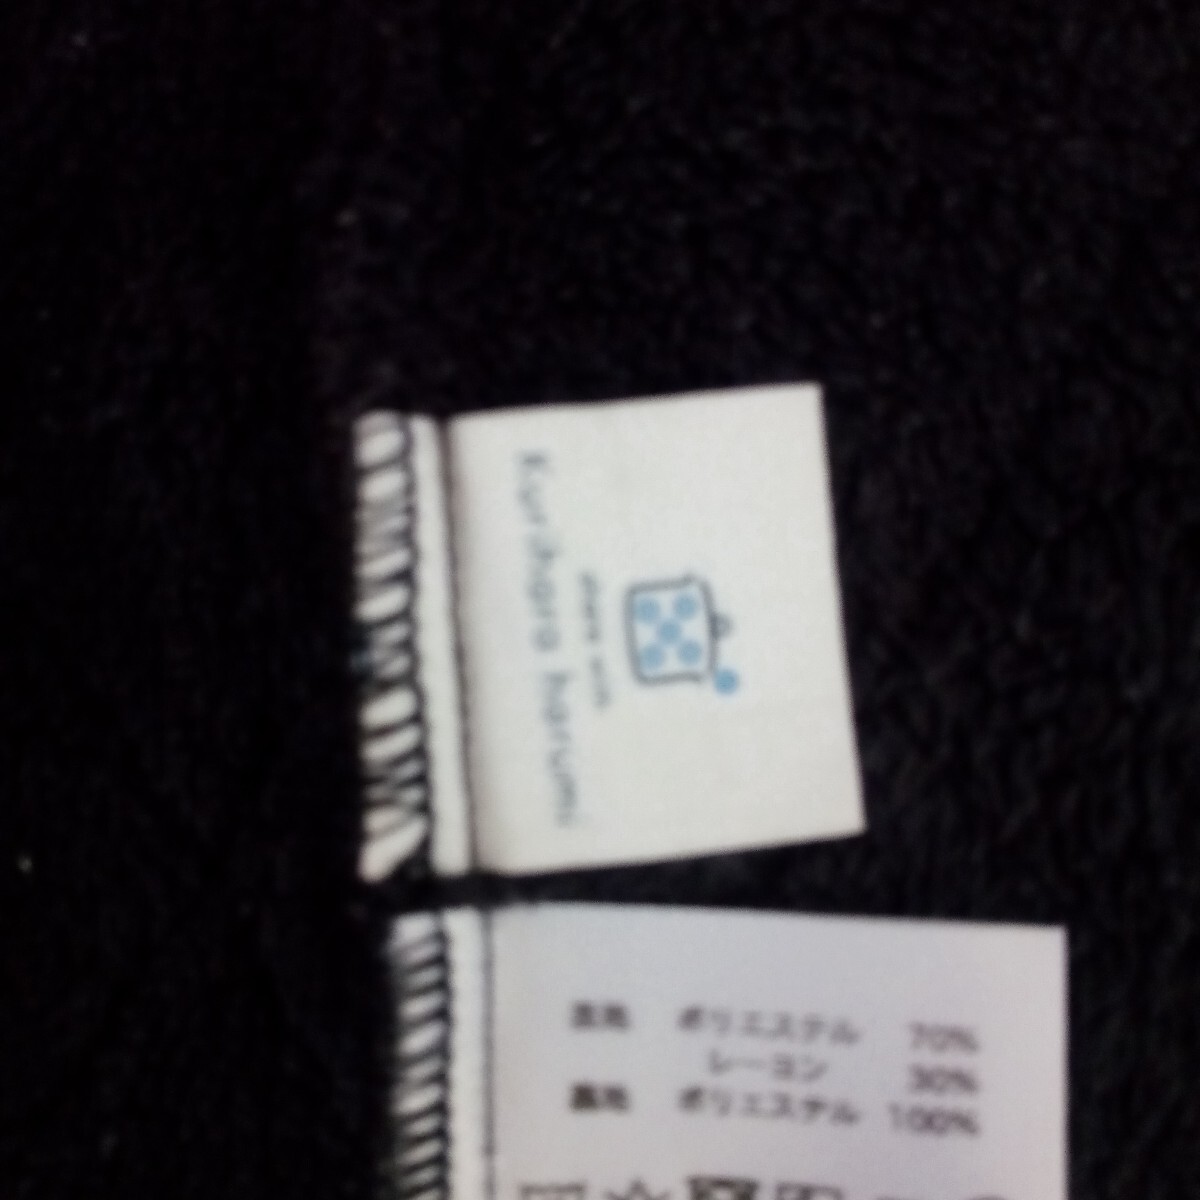 Kurihara harumi
share with
表地 ポリエステル 70%
レーヨン 30%
裏地 ポリエステル 100%